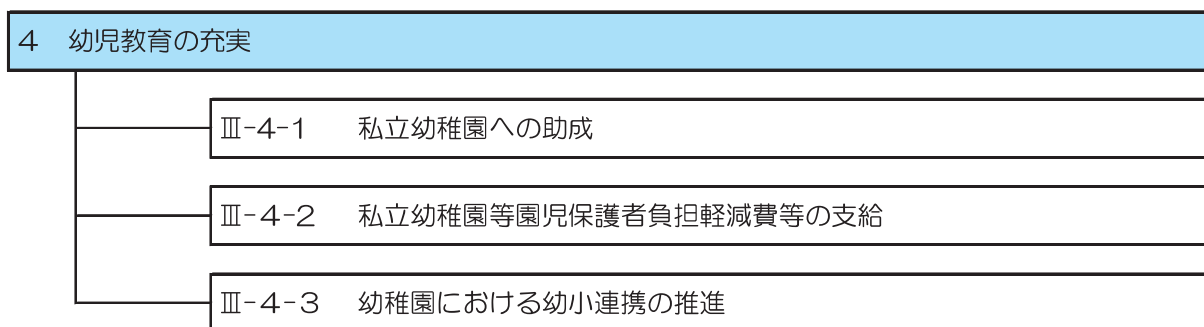 4 幼児教育の充実
Ⅲ-4-1 私立幼稚園への助成
Ⅲ-4-2 私立幼稚園等園児保護者負担軽減費等の支給
Ⅲ-4-3 幼稚園における幼小連携の推進